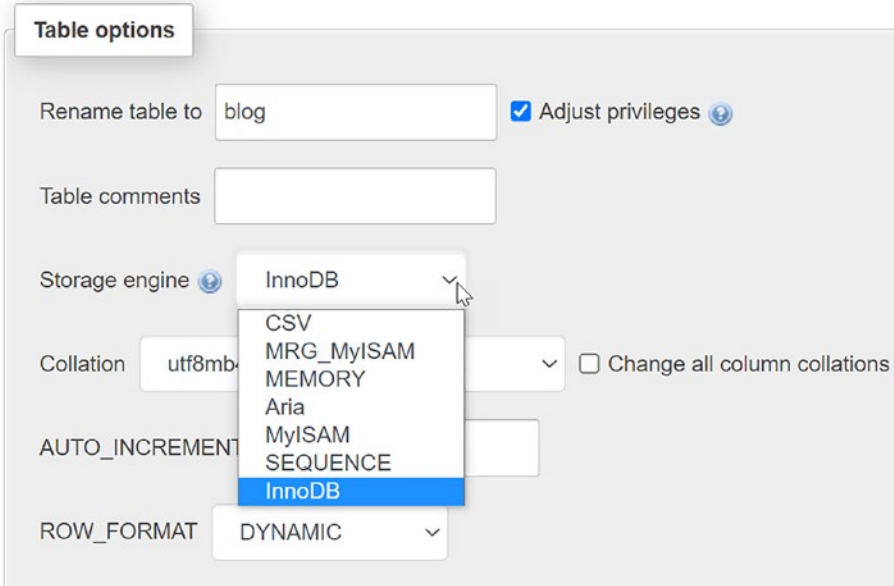 Table options
Rename table to blog Adjust privileges
Table comments
Storage engine InnoDB
CSV
MRG_MyISAM
Collation utf8mb4 Change all column collations
MEMORY
Aria
MyISAM
AUTO_INCREMENT
SEQUENCE
InnoDB
ROW_FORMAT DYNAMIC